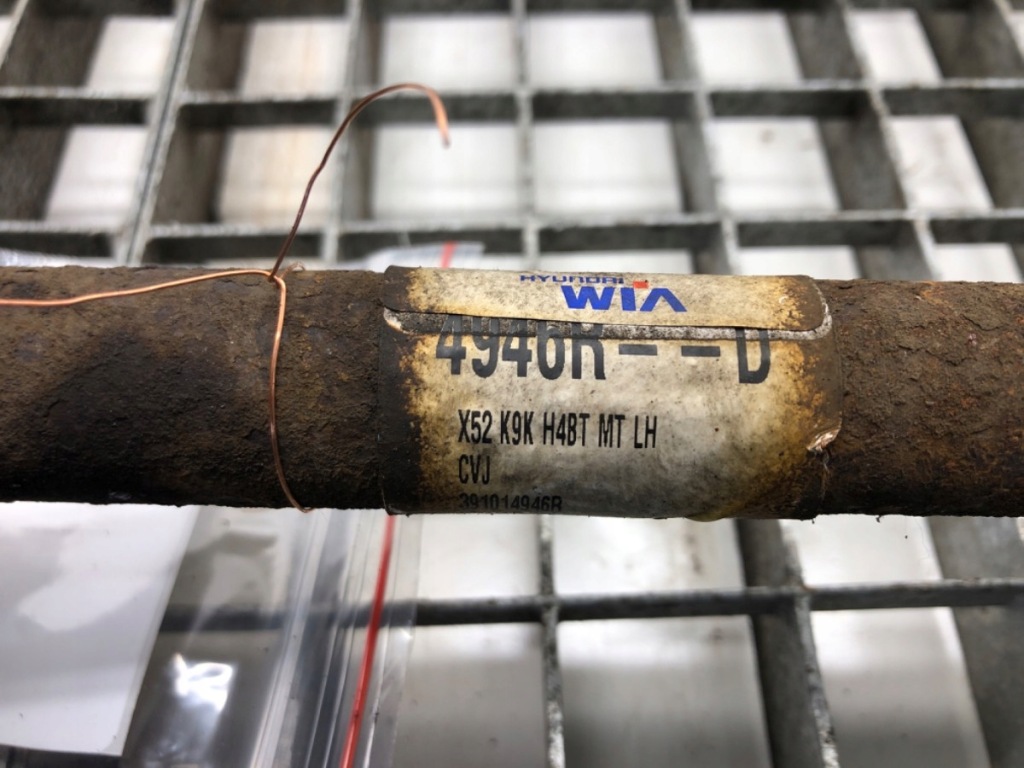 HYUNDAI
WIA
4946R--D
X52 K9K H4BT MT LH
CVJ
391014946R